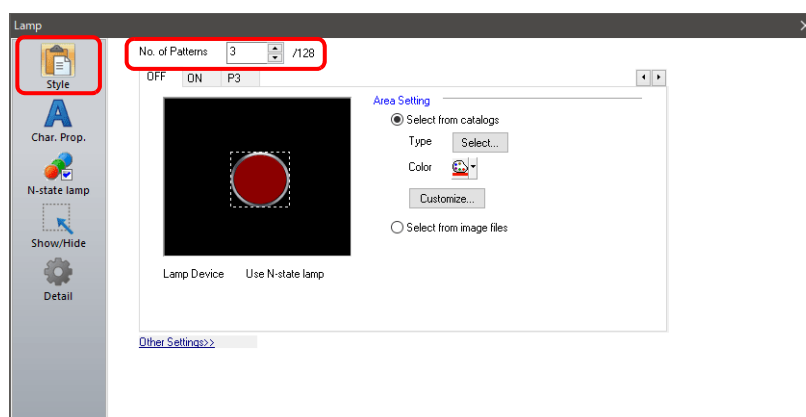 Lamp
No. of Patterns 3 /128
Style
OFF ON P3
Area Setting
Select from catalogs
Char. Prop.
Type Select...
Color
N-state lamp
Customize...
Select from image files
Show/Hide
Lamp Device Use N-state lamp
Detail
Other Settings>>